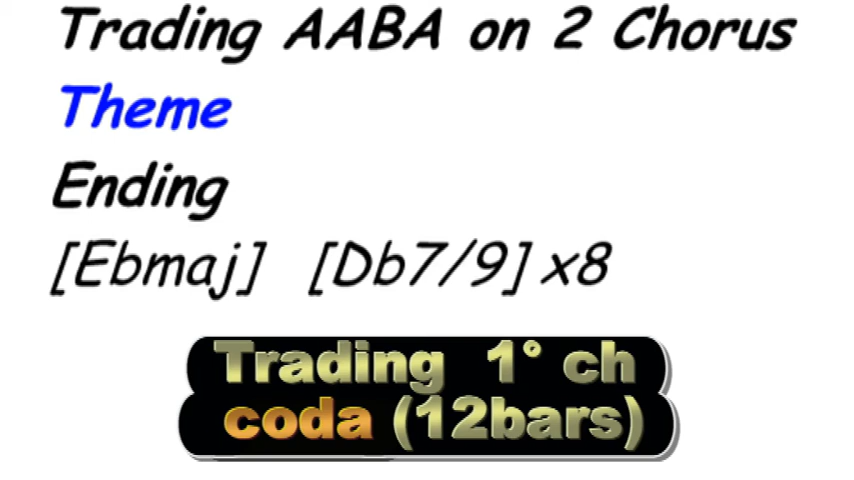 Trading AABA on 2 Chorus
Theme
Ending
[Ebmaj] [Db7/9] x8
Trading 1° ch
coda (12bars)